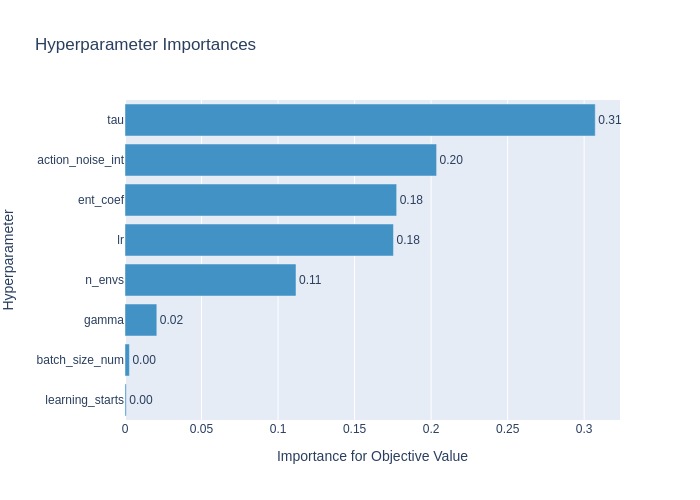 Hyperparameter Importances
Hyperparameter
tau 0.31
action_noise_int 0.20
ent_coef 0.18
lr 0.18
n_envs 0.11
gamma 0.02
batch_size_num 0.00
learning_starts 0.00
0 0.05 0.1 0.15 0.2 0.25 0.3
Importance for Objective Value